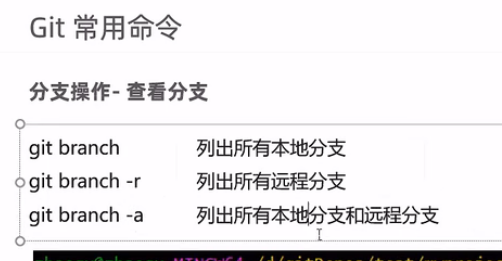 Git 常用命令
分支操作- 查看分支
git branch 列出所有本地分支
git branch -r 列出所有远程分支
git branch -a 列出所有本地分支和远程分支